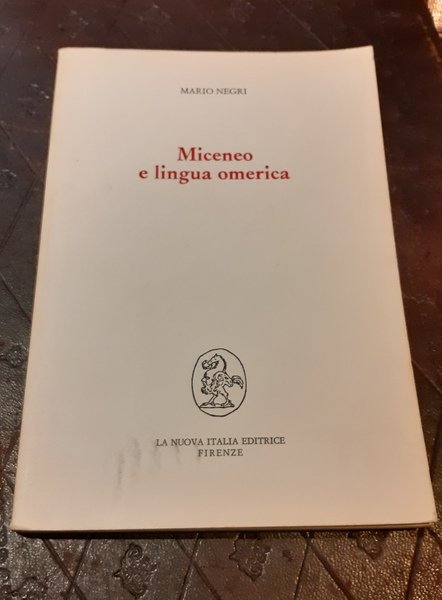 MARIO NEGRI
Miceneo
e lingua omerica
LA NUOVA ITALIA EDITRICE
FIRENZE